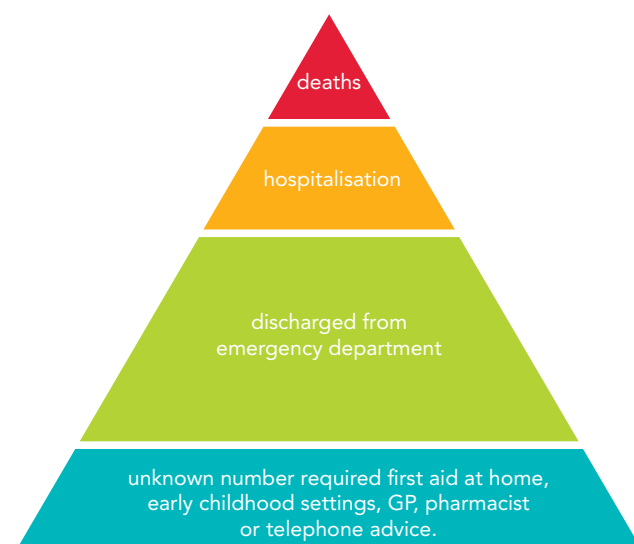 deaths
hospitalisation
discharged from
emergency department
unknown number required first aid at home,
early childhood settings, GP, pharmacist
or telephone advice.